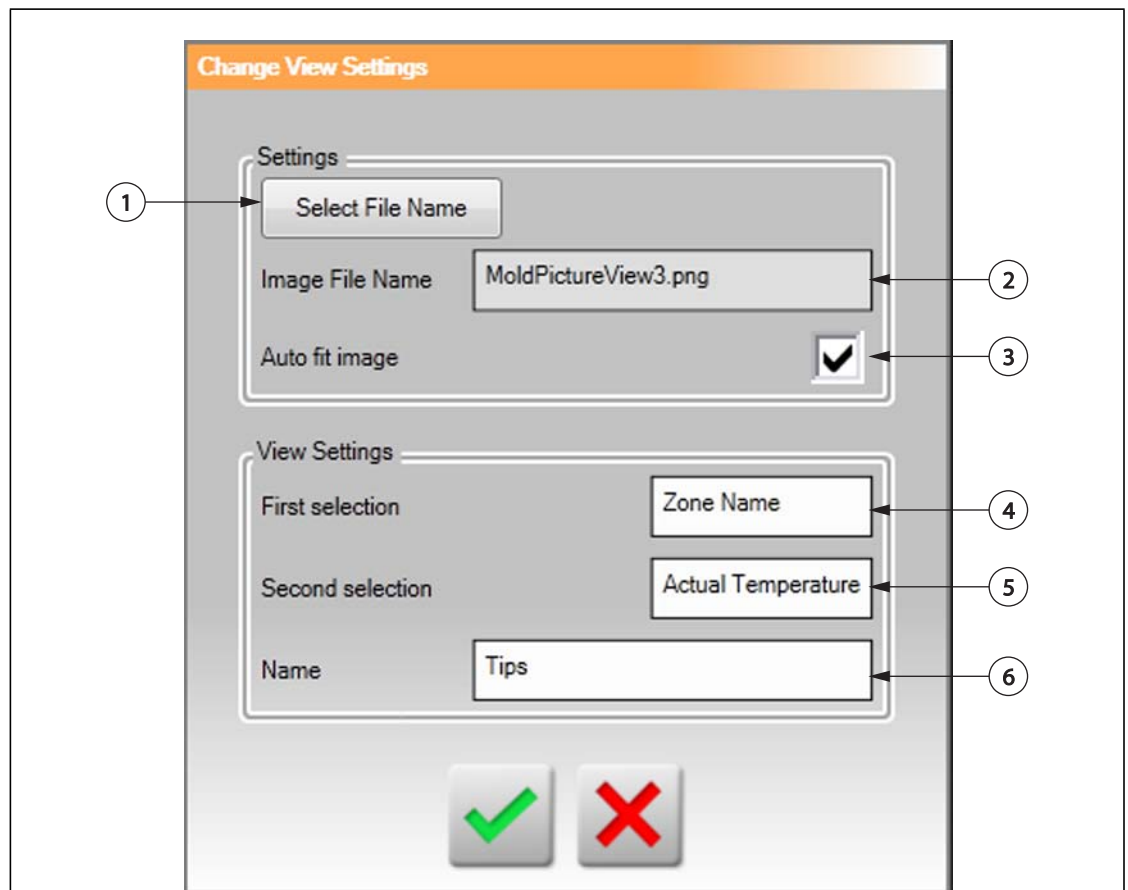 Change View Settings
Settings
1
Select File Name
Image File Name MoldPictureView3.png
2
Auto fit image
3
View Settings
First selection Zone Name
4
Second selection Actual Temperature
5
Name Tips
6